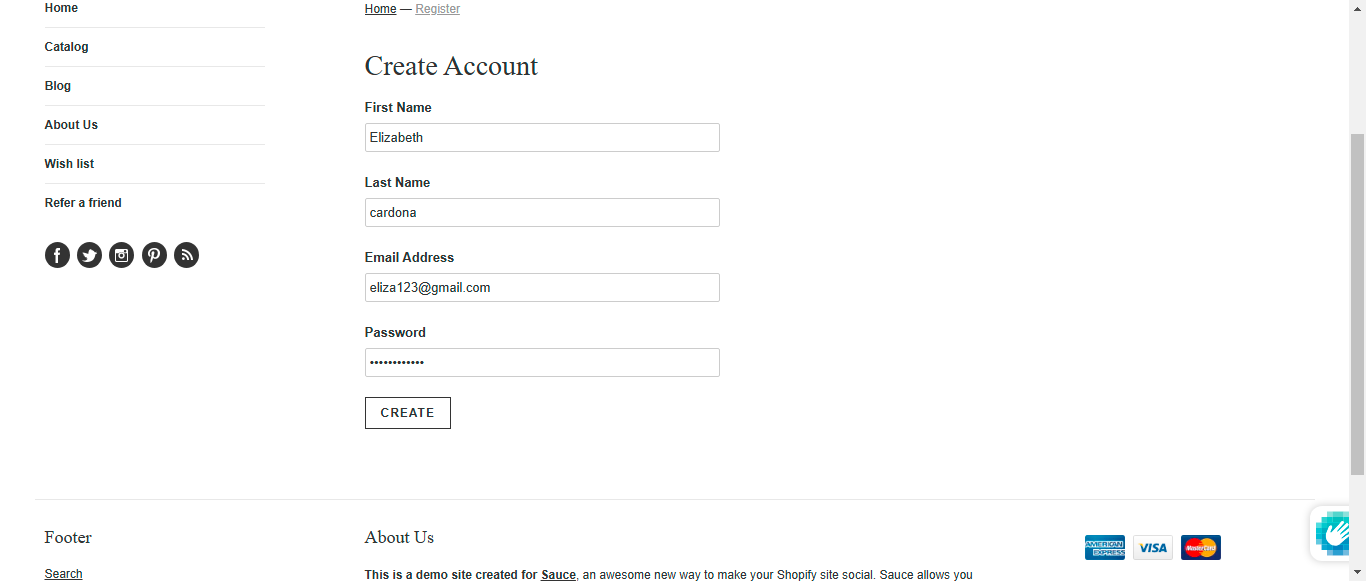 Home
Catalog
Blog
About Us
Wish list
Refer a friend
Home — Register
Create Account
First Name
Elizabeth
Last Name
cardona
Email Address
eliza123@gmail.com
Password
••••••••••••
CREATE
Footer
Search
About Us
This is a demo site created for Sauce, an awesome new way to make your Shopify site social. Sauce allows you
AMERICAN EXPRESS
VISA
MasterCard